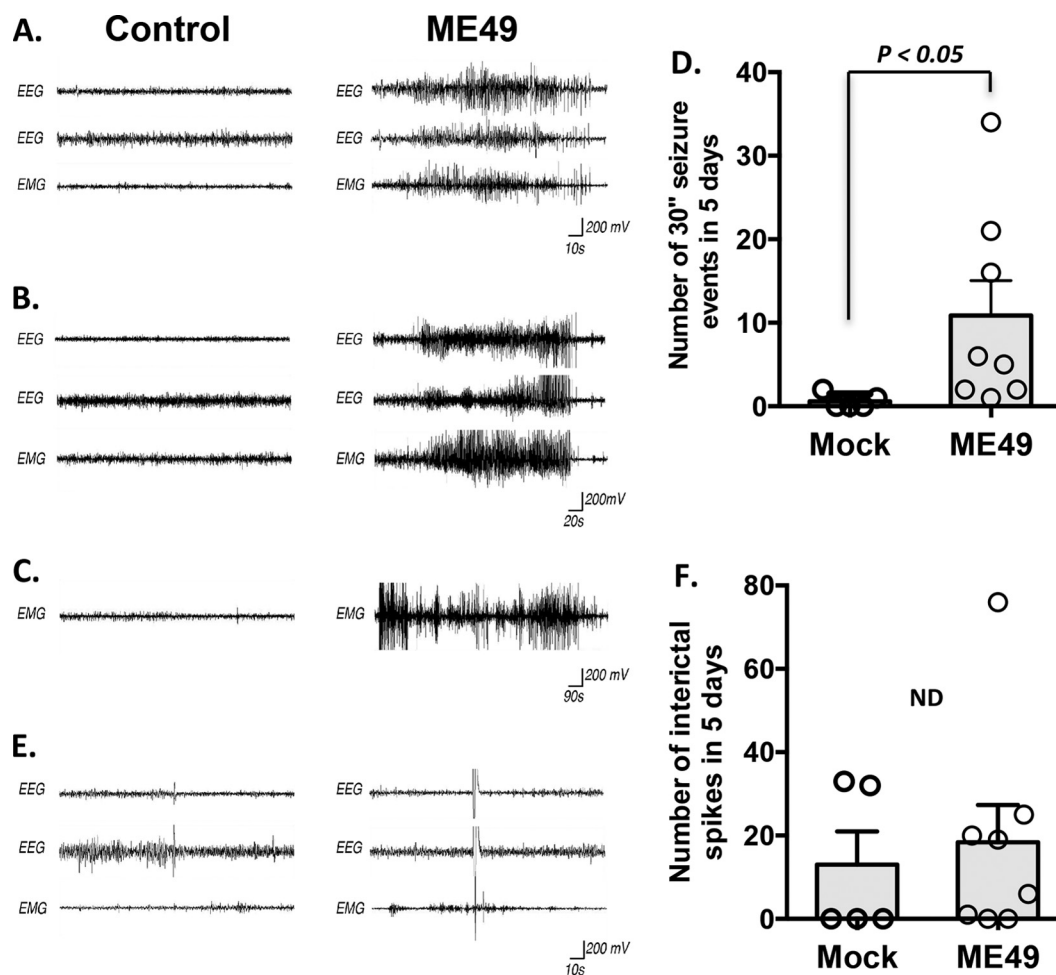 A.
Control
ME49
EEG
EEG
EEG
EEG
EMG
EMG
200 mV
10s
B.
EEG
EEG
EEG
EEG
EMG
EMG
200mV
20s
C.
EMG
EMG
200 mV
90s
E.
EEG
EEG
EEG
EEG
EMG
EMG
200 mV
10s
D.
P < 0.05
Number of 30" seizure
events in 5 days
40
30
20
10
0
Mock
ME49
F.
Number of interictal
spikes in 5 days
80
60
40
20
0
ND
Mock
ME49